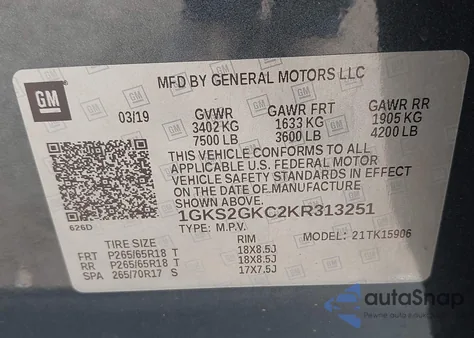 GM
MFD BY GENERAL MOTORS LLC
03/19
GVWR GAWR FRT GAWR RR
3402 KG 1633 KG 1905 KG
7500 LB 3600 LB 4200 LB
THIS VEHICLE CONFORMS TO ALL
APPLICABLE U.S. FEDERAL MOTOR
VEHICLE SAFETY STANDARDS IN EFFECT
ON THE DATE OF MANUFACTURE SHOWN
ABOVE.
1GKS2GKC2KR313251
626D
TYPE: M.P.V. MODEL: 21TK15906
TIRE SIZE RIM
FRT P265/65R18 T 18X8.5J
RR P265/65R18 T 18X8.5J
SPA 265/70R17 S 17X7.5J
autaSnap